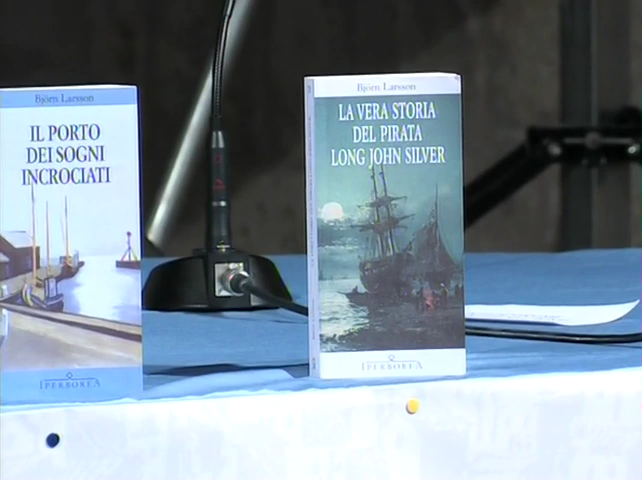 Björn Larsson
IL PORTO
DEI SOGNI
INCROCIATI
IPERBOREA
Björn Larsson
LA VERA STORIA
DEL PIRATA
LONG JOHN SILVER
IPERBOREA